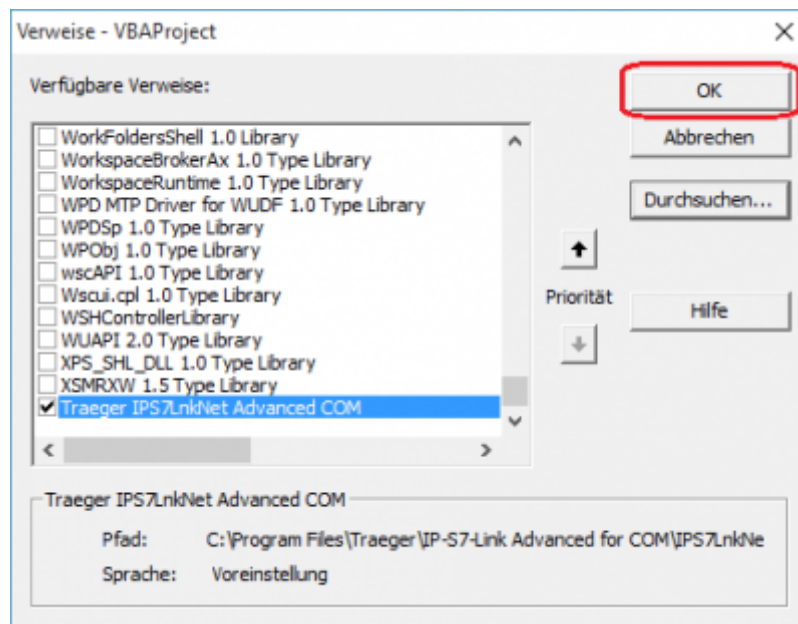 Verweise - VBAProject
Verfügbare Verweise:
OK
WorkFoldersShell 1.0 Library
Abbrechen
WorkspaceBrokerAx 1.0 Type Library
WorkspaceRuntime 1.0 Type Library
WPD MTP Driver for WUDF 1.0 Type Library
Durchsuchen...
WPDSp 1.0 Type Library
WPObj 1.0 Type Library
wscAPI 1.0 Type Library
Wscui.cpl 1.0 Type Library
Priorität
WSHControllerLibrary
Hilfe
WUAPI 2.0 Type Library
XPS_SHL_DLL 1.0 Type Library
XSMRXW 1.5 Type Library
Traeger IPS7LnkNet Advanced COM
Traeger IPS7LnkNet Advanced COM
Pfad: C:\Program Files\Traeger\IP-S7-Link Advanced for COM\IPS7LnkNe
Sprache: Voreinstellung